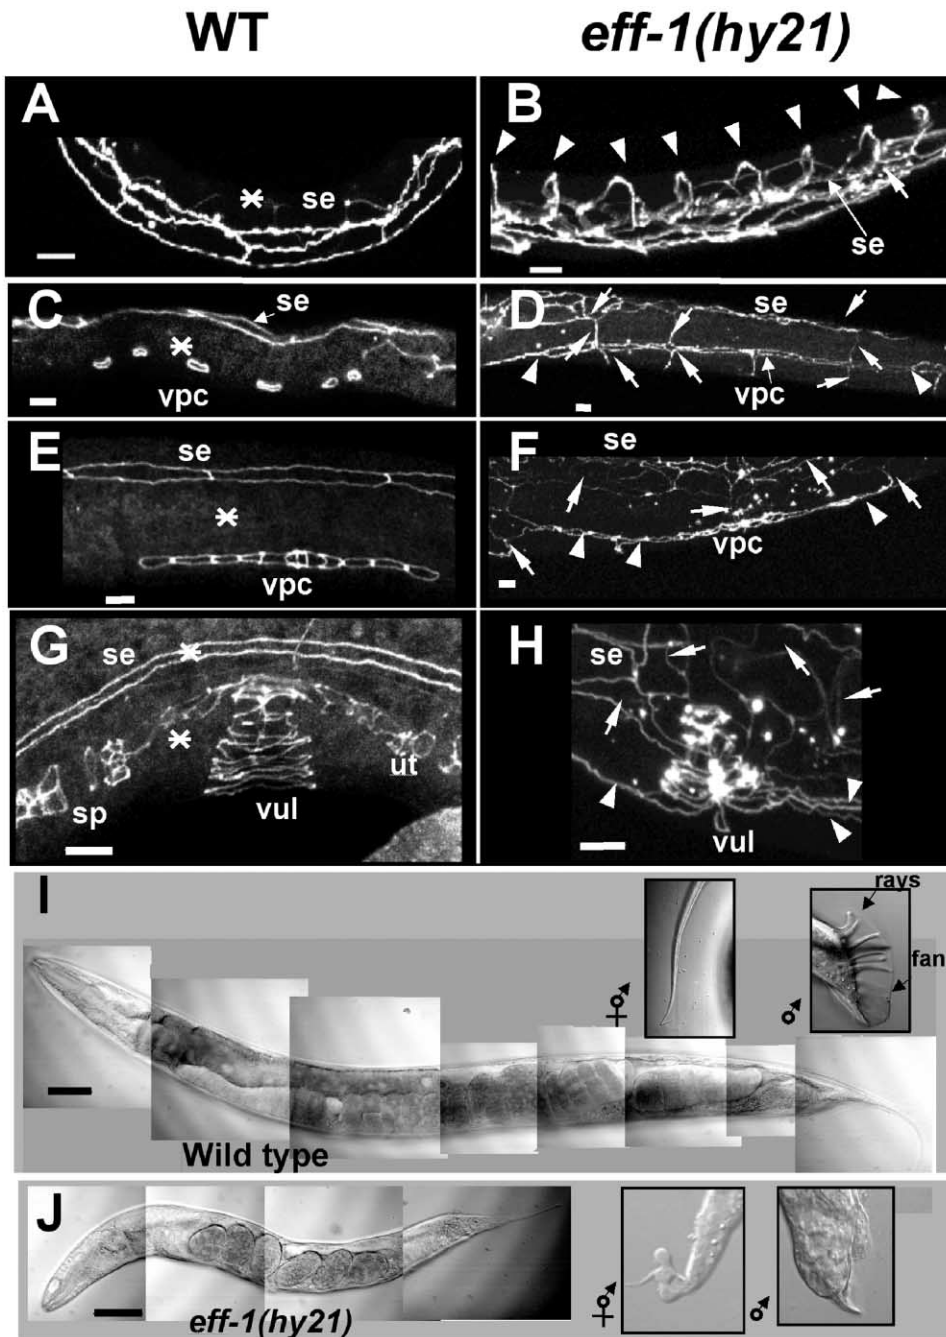 WT
eff-1(hy21)
A
se
B
se
C
se
vpc
D
se
vpc
E
se
vpc
F
se
vpc
G
se
sp
vul
ut
H
se
vul
I
rays
fan
Wild type
J
eff-1(hy21)